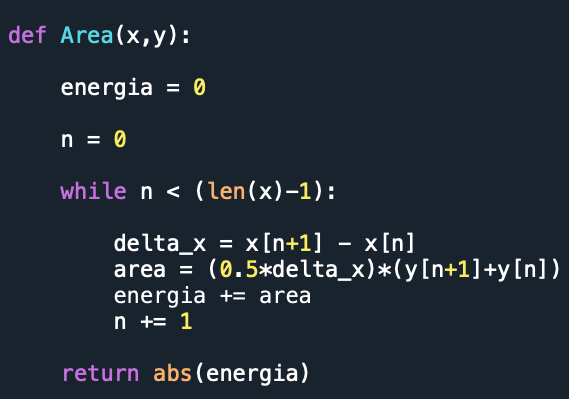 def Area(x,y):
    energia = 0
    n = 0
    while n < (len(x)-1):
        delta_x = x[n+1] - x[n]
        area = (0.5*delta_x)*(y[n+1]+y[n])
        energia += area
        n += 1
    return abs(energia)